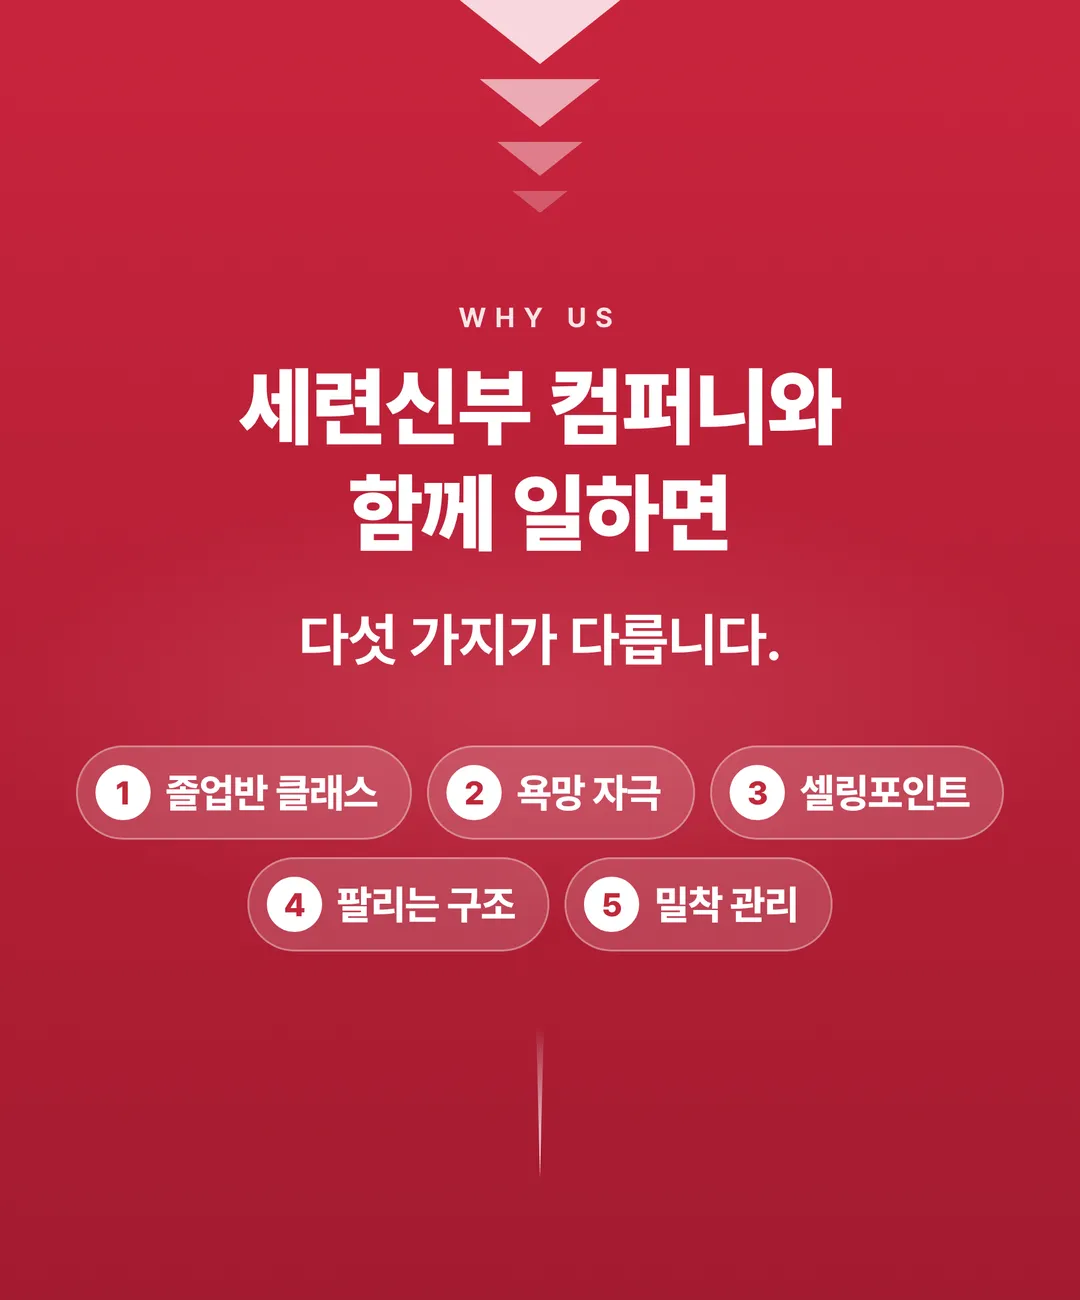 WHY US
세련신부 컴퍼니와
함께 일하면
다섯 가지가 다릅니다.
1 졸업반 클래스
2 욕망 자극
3 셀링포인트
4 팔리는 구조
5 밀착 관리